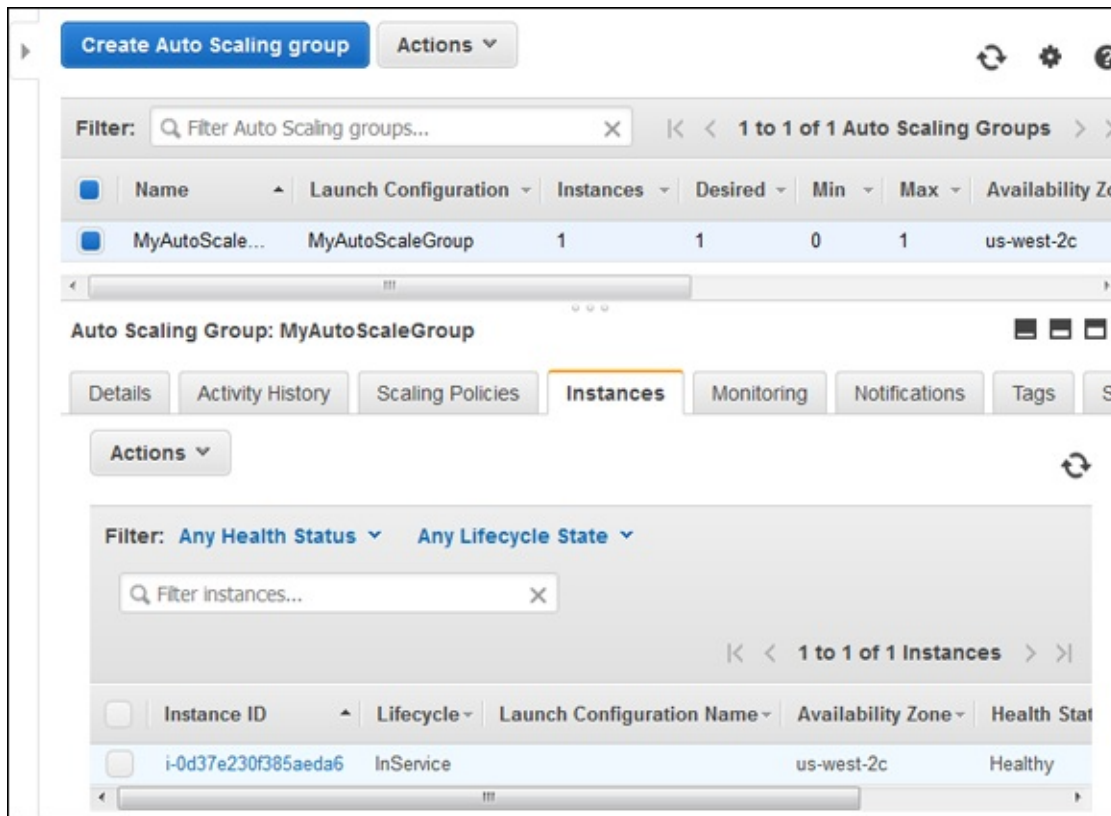 Create Auto Scaling group Actions
Filter: Filter Auto Scaling groups... 1 to 1 of 1 Auto Scaling Groups
Name Launch Configuration Instances Desired Min Max Availability Zo
MyAutoScale... MyAutoScaleGroup 1 1 0 1 us-west-2c
Auto Scaling Group: MyAutoScaleGroup
Details Activity History Scaling Policies Instances Monitoring Notifications Tags S
Actions
Filter: Any Health Status Any Lifecycle State
Filter instances...
1 to 1 of 1 Instances
Instance ID Lifecycle Launch Configuration Name Availability Zone Health Stat
i-0d37e230f385aeda6 InService us-west-2c Healthy